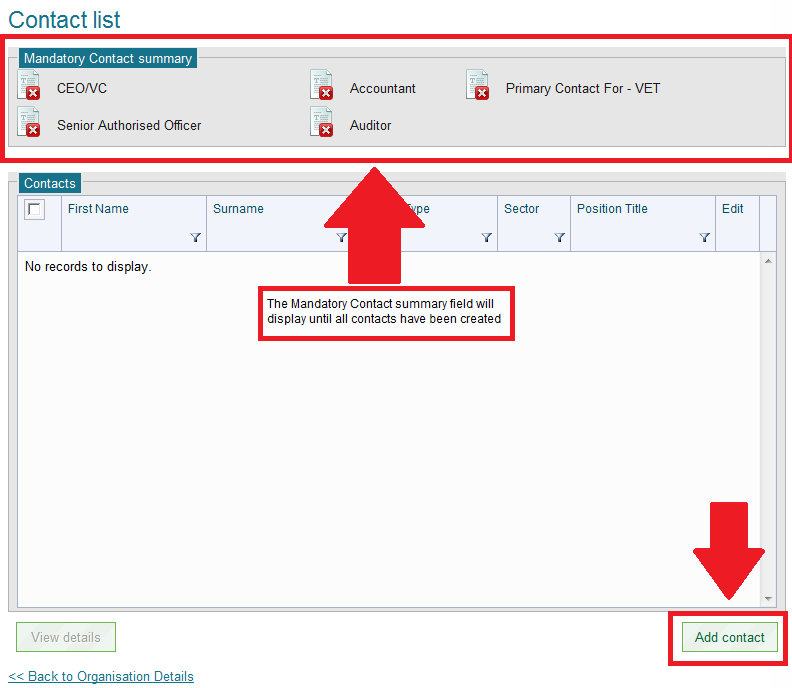 Contact list
Mandatory Contact summary
CEO/VC
Accountant
Primary Contact For - VET
Senior Authorised Officer
Auditor
Contacts
First Name
Surname
Sector
Position Title
Edit
No records to display.
The Mandatory Contact summary field will
display until all contacts have been created
View details
Add contact
<< Back to Organisation Details